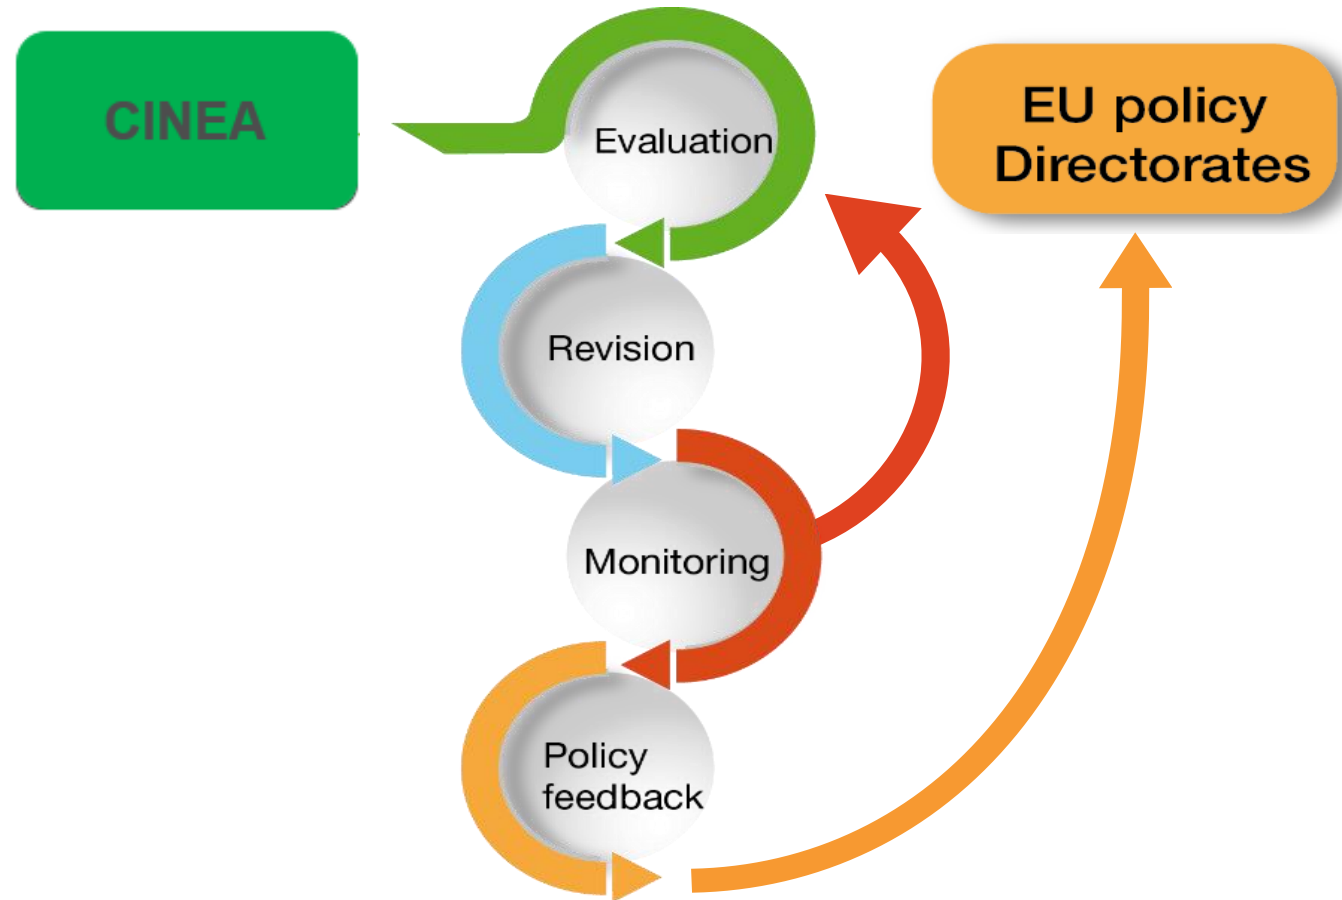 CINEA
Evaluation
EU policy
Directorates
Revision
Monitoring
Policy
feedback